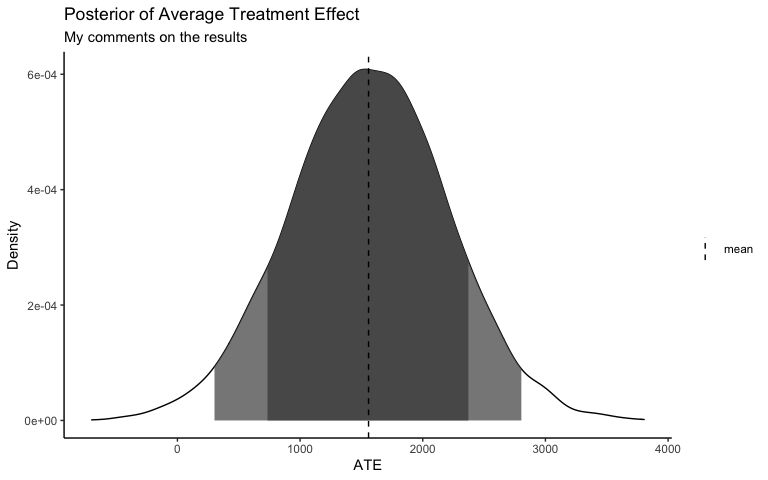 Posterior of Average Treatment Effect
My comments on the results
6e-04
4e-04
2e-04
0e+00
Density
0
1000
2000
3000
4000
ATE
mean